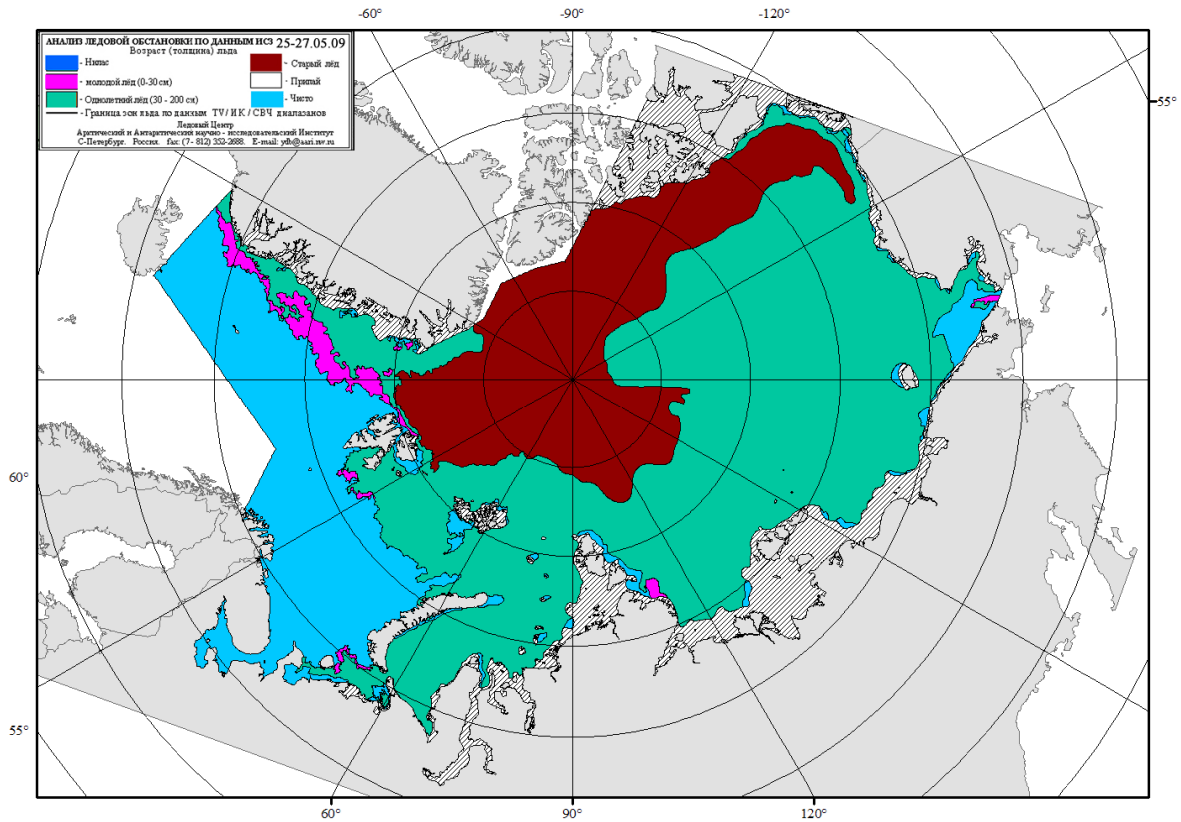 -60°
-90°
-120°
АНАЛИЗ ЛЕДОВОЙ ОБСТАНОВКИ ПО ДАННЫМ ИСЗ 25-27.05.09
Возраст (толщина) льда
- Нилас
- Старый лёд
- молодой лёд (0-30 см)
- Припай
- Однолетний лёд (30 - 200 см)
- Чисто
- Граница зон льда по данным TV / ИК / СВЧ диапазонов
Ледовый Центр
Арктический и Антарктический научно - исследовательский Институт
С-Петербург. Россия. fax: (7- 812) 352-2688. E-mail: ydb@aari.nw.ru
55°
60°
55°
60°
90°
120°